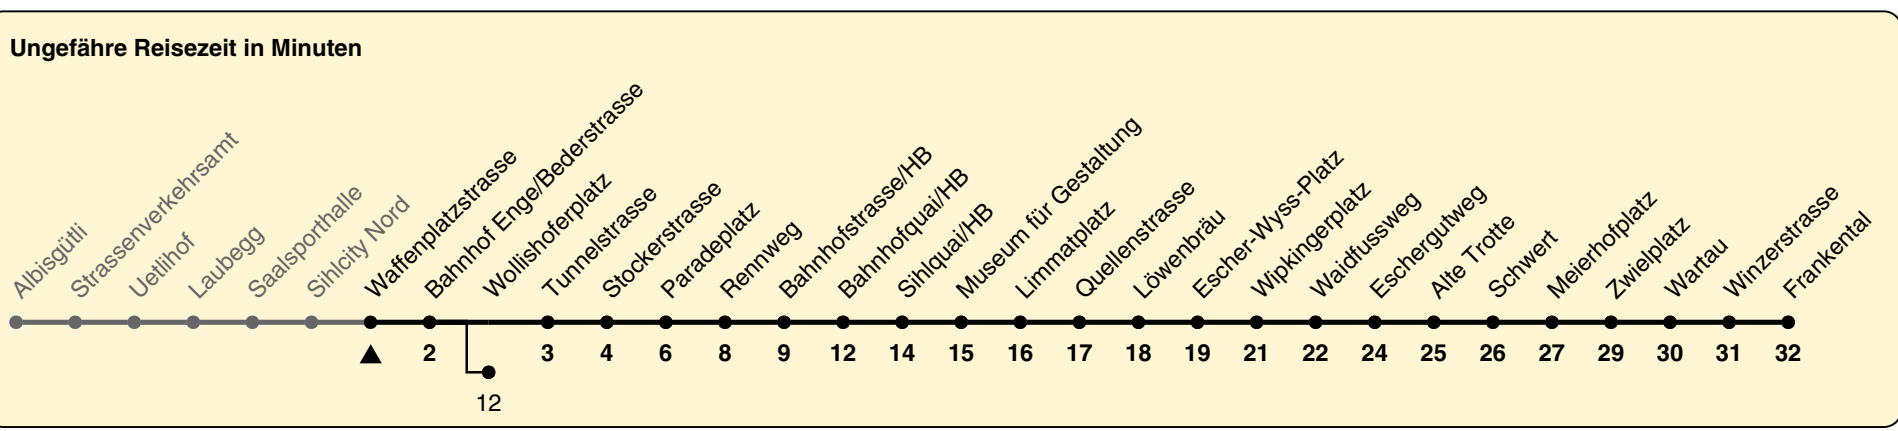 Ungefähre Reisezeit in Minuten
Albisgütli
Strassenverkehrsamt
Uetlihof
Laubegg
Saalsporthalle
Sihlcity Nord
Waffenplatzstrasse
Bahnhof Enge/Bederstrasse
Wollishoferplatz
Tunnelstrasse
Stockerstrasse
Paradeplatz
Rennweg
Bahnhofstrasse/HB
Bahnhofquai/HB
Sihlquai/HB
Museum für Gestaltung
Limmatplatz
Quellenstrasse
Löwenbräu
Escher-Wyss-Platz
Wipkingerplatz
Waidfussweg
Eschergutweg
Alte Trotte
Schwert
Meierhofplatz
Zwielplatz
Wartau
Winzerstrasse
Frankental
2 3 4 6 8 9 12 14 15 16 17 18 19 21 22 24 25 26 27 29 30 31 32
12